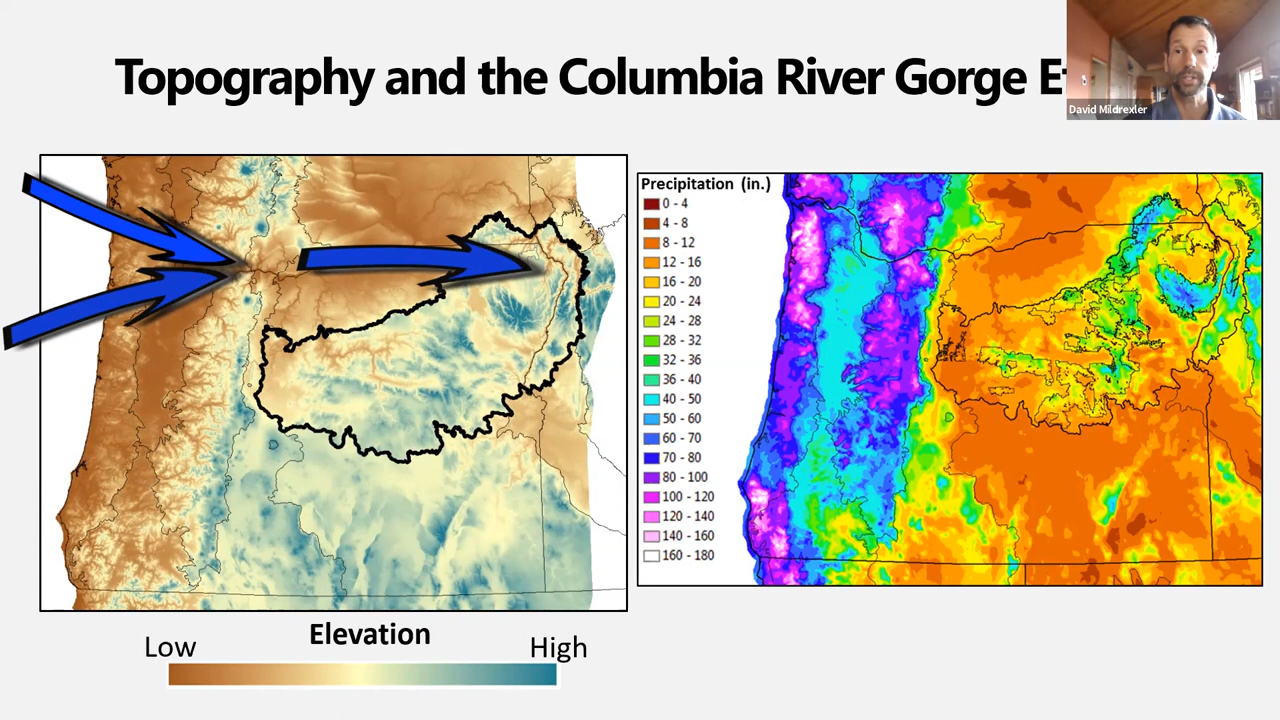 Topography and the Columbia River Gorge
David Mildrexler
Precipitation (in.)
0 - 4
4 - 8
8 - 12
12 - 16
16 - 20
20 - 24
24 - 28
28 - 32
32 - 36
36 - 40
40 - 50
50 - 60
60 - 70
70 - 80
80 - 100
100 - 120
120 - 140
140 - 160
160 - 180
Elevation
Low
High